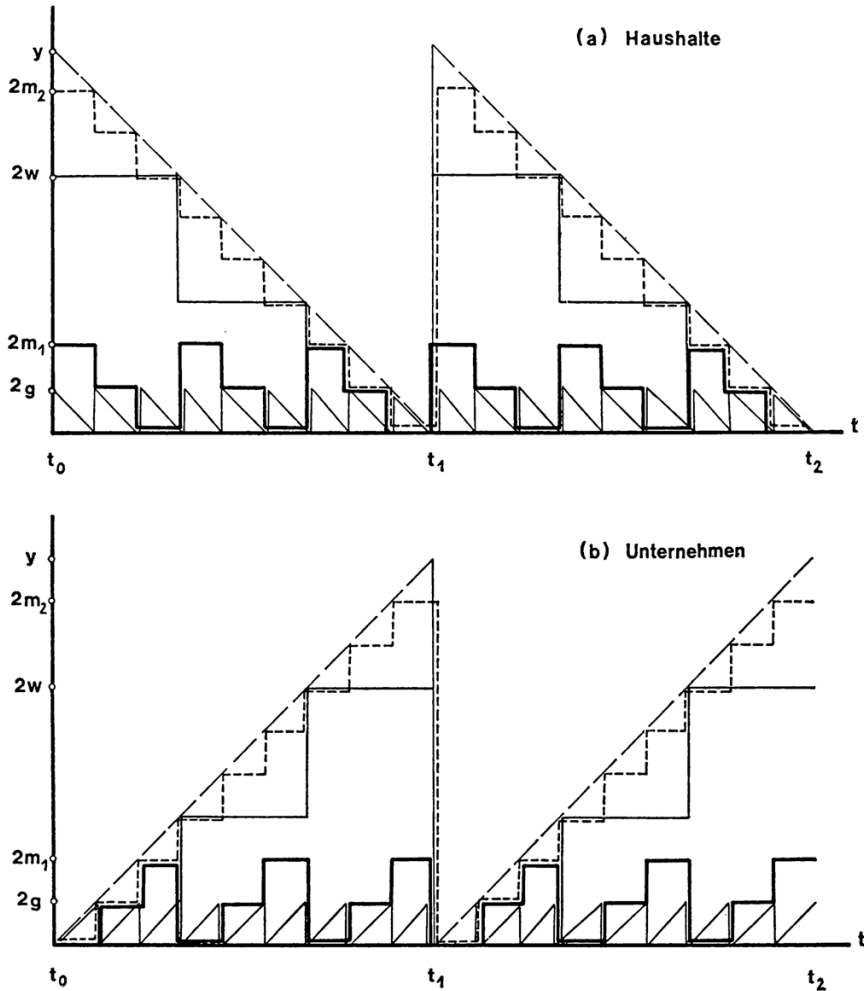 (a) Haushalte
y
2m₂
2w
2m₁
2g
t
t₀ t₁ t₂
(b) Unternehmen
y
2m₂
2w
2m₁
2g
t
t₀ t₁ t₂